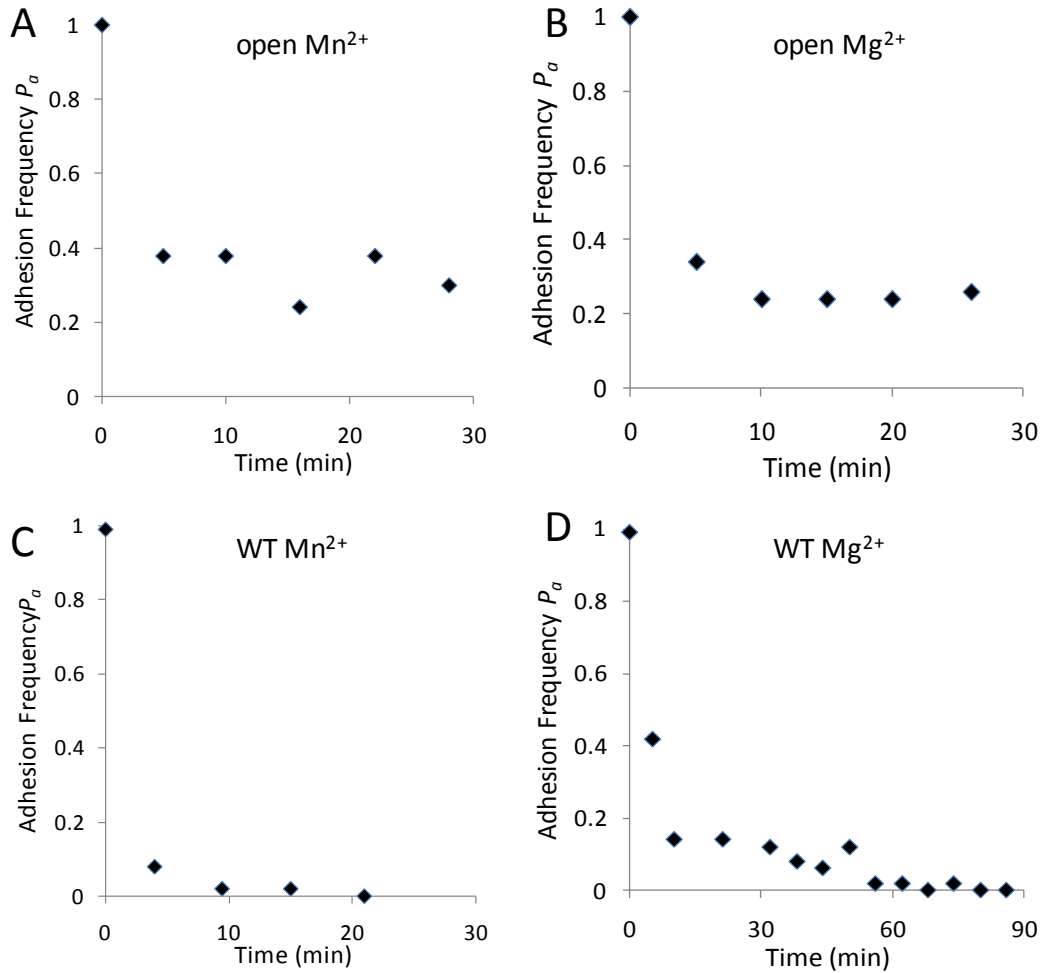 A
open Mn²⁺
Adhesion Frequency Pₐ
1
0.8
0.6
0.4
0.2
0
0 10 20 30
Time (min)
B
open Mg²⁺
Adhesion Frequency Pₐ
1
0.8
0.6
0.4
0.2
0
0 10 20 30
Time (min)
C
WT Mn²⁺
Adhesion FrequencyPₐ
1
0.8
0.6
0.4
0.2
0
0 10 20 30
Time (min)
D
WT Mg²⁺
Adhesion Frequency Pₐ
1
0.8
0.6
0.4
0.2
0
0 30 60 90
Time (min)